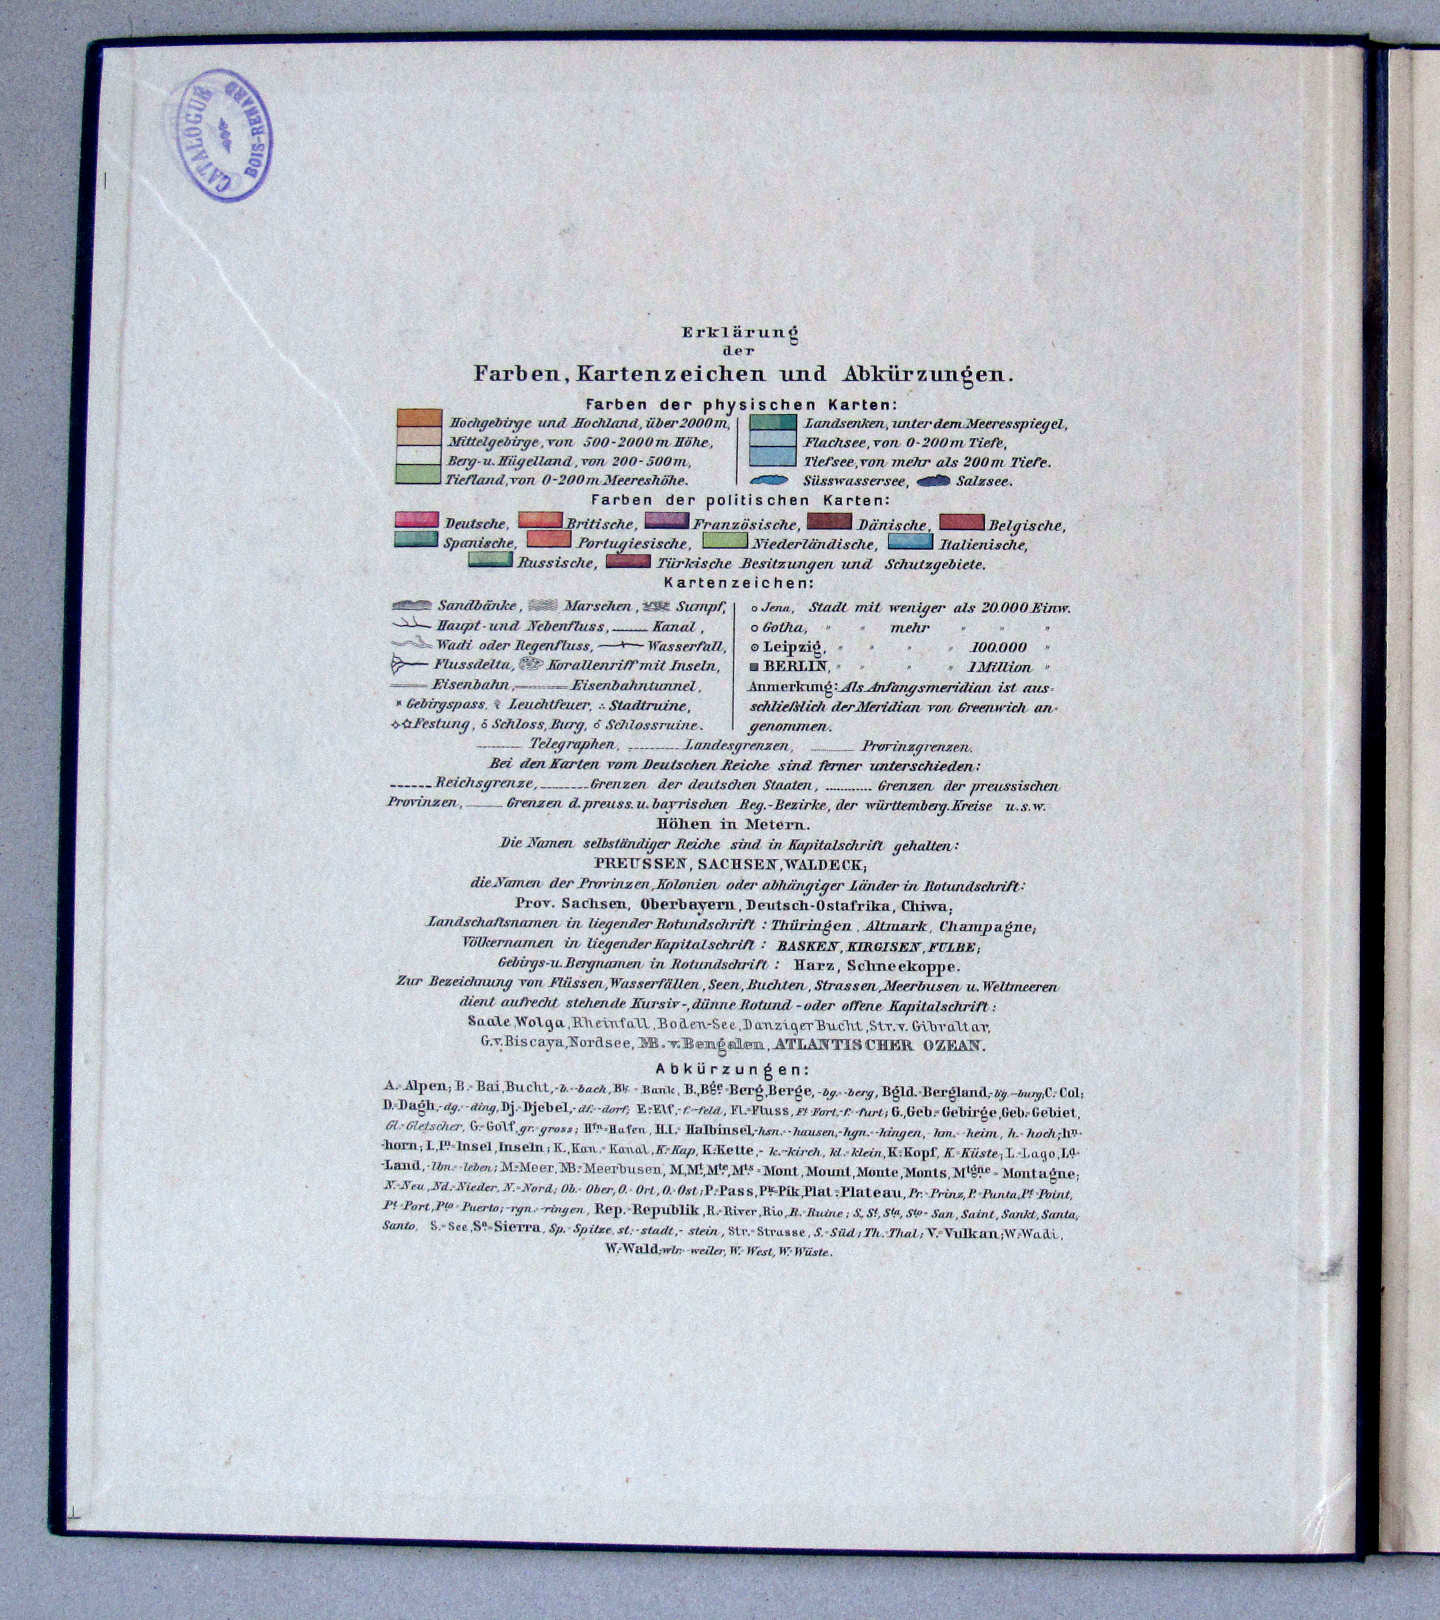 CATALOGUE
BOIS-RENARD
Erklärung
der
Farben, Kartenzeichen und Abkürzungen.
Farben der physischen Karten:
Hochgebirge und Hochland, über 2000 m,
Mittelgebirge, von 500-2000 m Höhe,
Berg- u. Hügelland, von 200-500 m,
Tiefland, von 0-200 m Meereshöhe.
Landsenken, unter dem Meeresspiegel,
Flachsee, von 0-200 m Tiefe,
Tiefsee, von mehr als 200 m Tiefe.
Süsswassersee, Salzsee.
Farben der politischen Karten:
Deutsche, Britische, Französische, Dänische, Belgische,
Spanische, Portugiesische, Niederländische, Italienische,
Russische, Türkische Besitzungen und Schutzgebiete.
Kartenzeichen:
Sandbänke, Marschen, Sumpf,
Haupt- und Nebenfluss, Kanal,
Wadi oder Regenfluss, Wasserfall,
Flussdelta, Korallenriff mit Inseln,
Eisenbahn, Eisenbahntunnel,
Gebirgspass, Leuchtfeuer, Stadtruine,
Festung, Schloss, Burg, Schlossruine.
Jena, Stadt mit weniger als 20.000 Einw.
Gotha, " " mehr " " "
Leipzig, " " " " 100.000 "
BERLIN, " " " " 1 Million "
Anmerkung: Als Anfangsmeridian ist aus-
schließlich der Meridian von Greenwich an-
genommen.
Telegraphen, Landesgrenzen, Provinzgrenzen.
Bei den Karten vom Deutschen Reiche sind ferner unterschieden:
Reichsgrenze, Grenzen der deutschen Staaten, Grenzen der preussischen
Provinzen, Grenzen d. preuss. u. bayrischen Reg.-Bezirke, der württemberg. Kreise u. s. w.
Höhen in Metern.
Die Namen selbständiger Reiche sind in Kapitalschrift gehalten:
PREUSSEN, SACHSEN, WALDECK;
die Namen der Provinzen, Kolonien oder abhängiger Länder in Rotundschrift:
Prov. Sachsen, Oberbayern, Deutsch-Ostafrika, Chiwa;
Landschaftsnamen in liegender Rotundschrift: Thüringen, Altmark, Champagne;
Völkernamen in liegender Kapitalschrift: BASKEN, KIRGISEN, FULBE;
Gebirgs- u. Bergnamen in Rotundschrift: Harz, Schneekoppe.
Zur Bezeichnung von Flüssen, Wasserfällen, Seen, Buchten, Strassen, Meerbusen u. Weltmeeren
dient aufrecht stehende Kursiv-, dünne Rotund- oder offene Kapitalschrift:
Saale, Wolga, Rheinfall, Boden-See, Danziger Bucht, Str. v. Gibraltar,
G. v. Biscaya, Nordsee, MB. v. Bengalen, ATLANTISCHER OZEAN.
Abkürzungen:
A.=Alpen; B.=Bai, Bucht, -b.=-bach, Bk.=Bank, B., Bge=Berg, Berge, -bg.=-berg, Bgld.=Bergland, -bg.=-burg, C.=Col;
D.=Dagh, -dg.=-ding, Dj.=Djebel, -df.=-dorf; E.=Elf, -f.=-feld, Fl.=Fluss, Ft=Fort, -f.=-furt; G., Geb.=Gebirge, Geb.=Gebiet,
Gl.=Gletscher, G.=Golf, gr.=gross; Hfn=Hafen, H.I.=Halbinsel, -hsn.=-hausen, -hgn.=-hingen, -hm.=-heim, h.=hoch; -hn=
-horn; I., In=Insel, Inseln; K., Kan.=Kanal, K.=Kap, K.=Kette, -k.=-kirch, kl.=klein, K.=Kopf, K.=Küste; L.=Lago, Ld=
-Land, -lbn.=-leben; M.=Meer, MB.=Meerbusen, M., Mt, Mte, Mts=Mont, Mount, Monte, Monts, Mtgne=Montagne;
N.=Neu, Nd.=Nieder, N.=Nord; Ob.=Ober, O.=Ort, O.=Ost; P.=Pass, Pk=Pik, Plat.=Plateau, Pr.=Prinz, P.=Punta, Pt=Point,
Pt=Port, Pto=Puerto; -rgn.=-ringen, Rep.=Republik, R.=River, Rio, R.=Ruine; S., St, Sta, Sto=San, Saint, Sankt, Santa,
Santo, S.=See, Sa=Sierra, Sp.=Spitze, st.=stadt, -stein, Str.=Strasse, S.=Süd; Th.=Thal; V.=Vulkan; W.=Wadi,
W.=Wald; -wlr.=-weiler, W.=West, W.=Wüste.